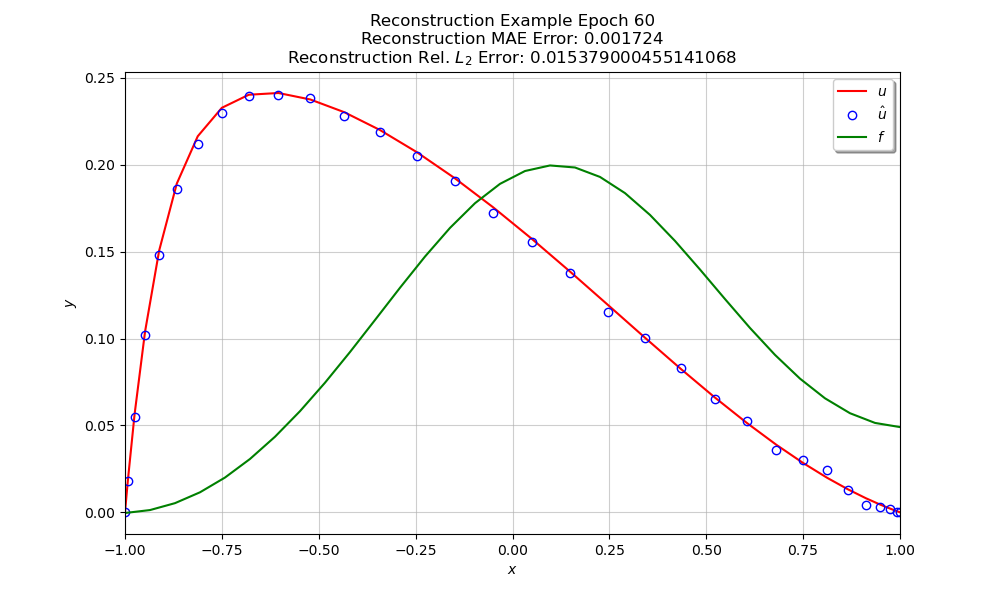 Reconstruction Example Epoch 60
Reconstruction MAE Error: 0.001724
Reconstruction Rel. L₂ Error: 0.015379000455141068
u
û
f
0.25
0.20
0.15
0.10
0.05
0.00
y
−1.00 −0.75 −0.50 −0.25 0.00 0.25 0.50 0.75 1.00
x